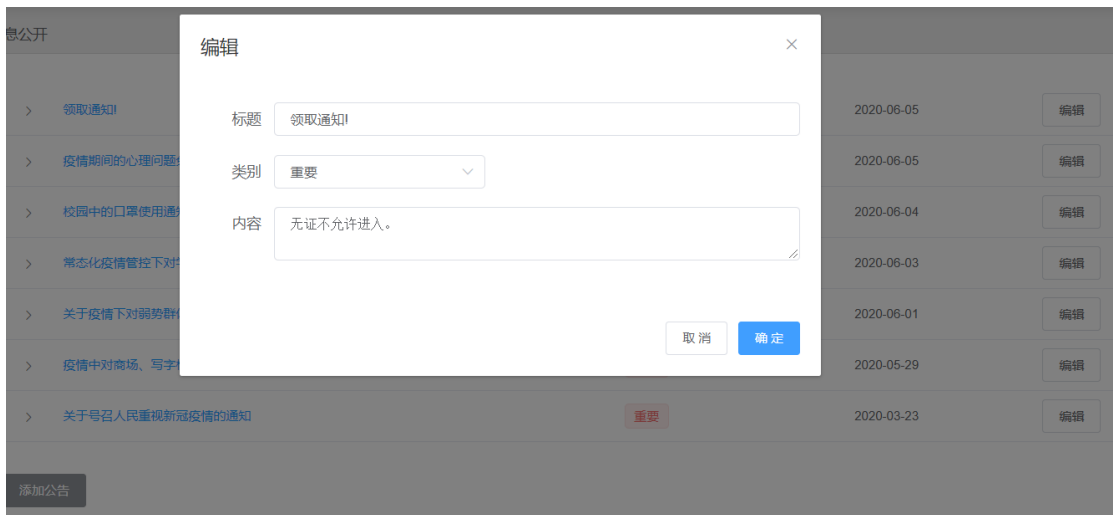 息公开
编辑
标题 领取通知!
类别 重要
内容 无证不允许进入。
取消 确定
领取通知! 2020-06-05 编辑
疫情期间的心理问题 2020-06-05 编辑
校园中的口罩使用通 2020-06-04 编辑
常态化疫情管控下对 2020-06-03 编辑
关于疫情下对弱势群 2020-06-01 编辑
疫情中对商场、写字 2020-05-29 编辑
关于号召人民重视新冠疫情的通知 重要 2020-03-23 编辑
添加公告